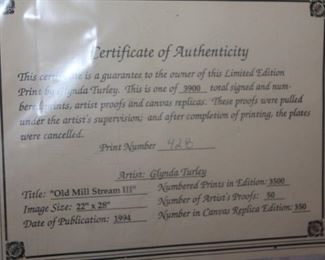 Certificate of Authenticity
This certificate is a guarantee to the owner of this Limited Edition
Print by Glynda Turley. This is one of 3900 total signed and num-
bered prints, artist proofs and canvas replicas. These proofs were pulled
under the artist's supervision; and after completion of printing, the plates
were cancelled.
Print Number 428
Artist: Glynda Turley
Title: "Old Mill Stream III" Numbered Prints in Edition: 3500
Image Size: 22" x 28" Number of Artist's Proofs: 50
Date of Publication: 1994 Number in Canvas Replica Edition: 350